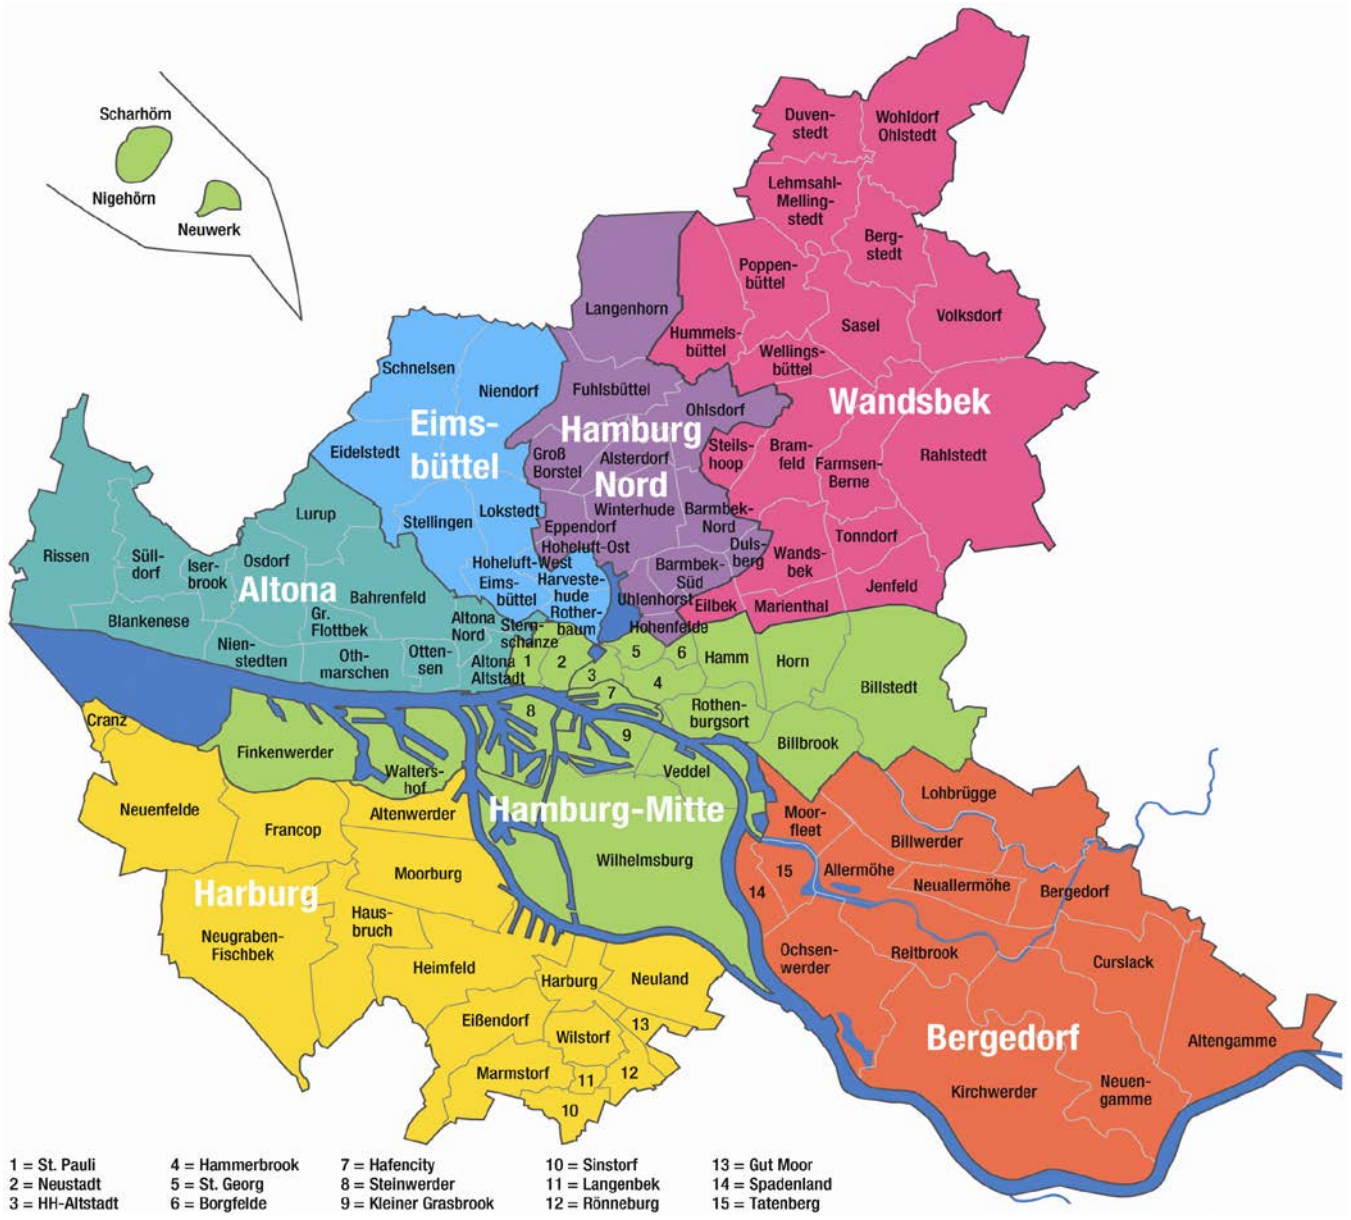 Scharhörn
Nigehörn
Neuwerk
Duven-
stedt
Wohldorf
Ohlstedt
Lehmsahl-
Melling-
stedt
Berg-
stedt
Poppen-
büttel
Langenhorn
Hummels-
büttel
Sasel
Volksdorf
Wellings-
büttel
Wandsbek
Schnelsen
Niendorf
Fuhlsbüttel
Ohlsdorf
Eims-
büttel
Hamburg
Nord
Eidelstedt
Groß
Borstel
Alsterdorf
Steils-
hoop
Bram-
feld
Farmsen-
Berne
Rahlstedt
Stellingen
Lokstedt
Winterhude
Barmbek-
Nord
Eppendorf
Hoheluft-Ost
Duls-
berg
Tonndorf
Wands-
bek
Hoheluft-West
Eims-
büttel
Harveste-
hude
Rother-
baum
Barmbek-
Süd
Uhlenhorst
Eilbek
Marienthal
Jenfeld
Hohenfelde
Lurup
Rissen
Süll-
dorf
Iser-
brook
Osdorf
Altona
Bahrenfeld
Blankenese
Gr.
Flottbek
Nien-
stedten
Oth-
marschen
Otten-
sen
Altona
Nord
Stern-
schanze
Altona
Altstadt
1
2
3
4
5
6
7
8
9
Hamm
Horn
Billstedt
Rothen-
burgsort
Billbrook
Veddel
Cranz
Finkenwerder
Walters-
hof
Hamburg-Mitte
Wilhelmsburg
Neuenfelde
Francop
Altenwerder
Moorburg
Harburg
Haus-
bruch
Neugraben-
Fischbek
Heimfeld
Harburg
Neuland
Eißendorf
Wilstorf
13
Marmstorf
11
12
10
Lohbrügge
Moor-
fleet
Billwerder
15
14
Allermöhe
Neuallermöhe
Bergedorf
Ochsen-
werder
Reitbrook
Curslack
Bergedorf
Altengamme
Kirchwerder
Neuen-
gamme
1 = St. Pauli
2 = Neustadt
3 = HH-Altstadt
4 = Hammerbrook
5 = St. Georg
6 = Borgfelde
7 = Hafencity
8 = Steinwerder
9 = Kleiner Grasbrook
10 = Sinstorf
11 = Langenbek
12 = Rönneburg
13 = Gut Moor
14 = Spadenland
15 = Tatenberg